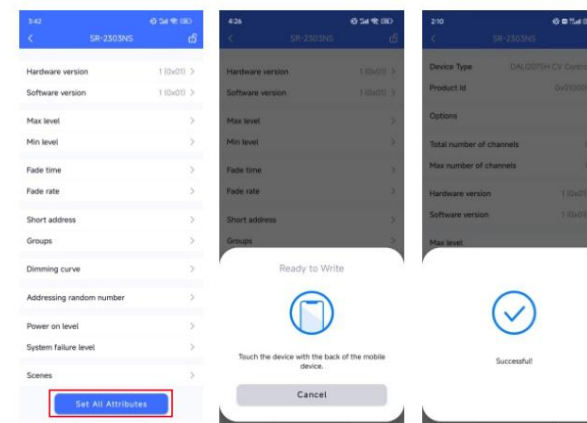 3:42
SR-2303NS
Hardware version 1 (0x01)
Software version 1 (0x01)
Max level
Min level
Fade time
Fade rate
Short address
Groups
Dimming curve
Addressing random number
Power on level
System failure level
Scenes
Set All Attributes
4:26
SR-2303NS
Hardware version 1 (0x01)
Software version 1 (0x01)
Max level
Min level
Fade time
Fade rate
Short address
Groups
Ready to Write
Touch the device with the back of the mobile
device.
Cancel
2:10
SR-2303NS
Device Type
Product Id
Options
Total number of channels
Max number of channels
Hardware version 1 (0x01)
Software version 1 (0x01)
Max level
Successful!